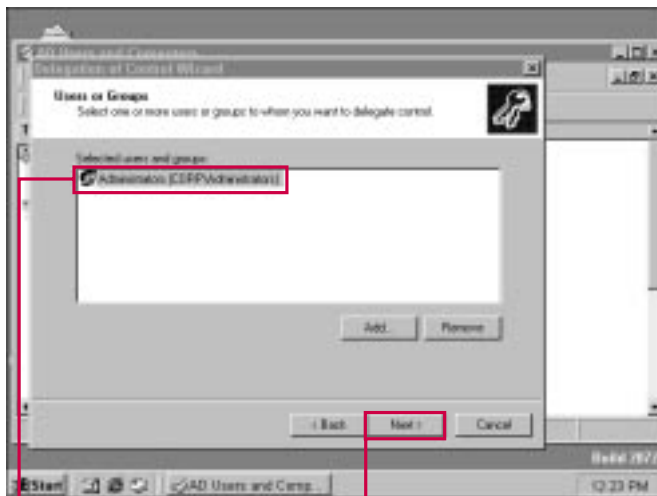 AD Users and Computers
Delegation of Control Wizard
Users or Groups
Select one or more users or groups to whom you want to delegate control.
Selected users and groups:
Administrators (CORP\Administrators)
Add...
Remove
< Back
Next >
Cancel
Start
AD Users and Comp...
12:23 PM